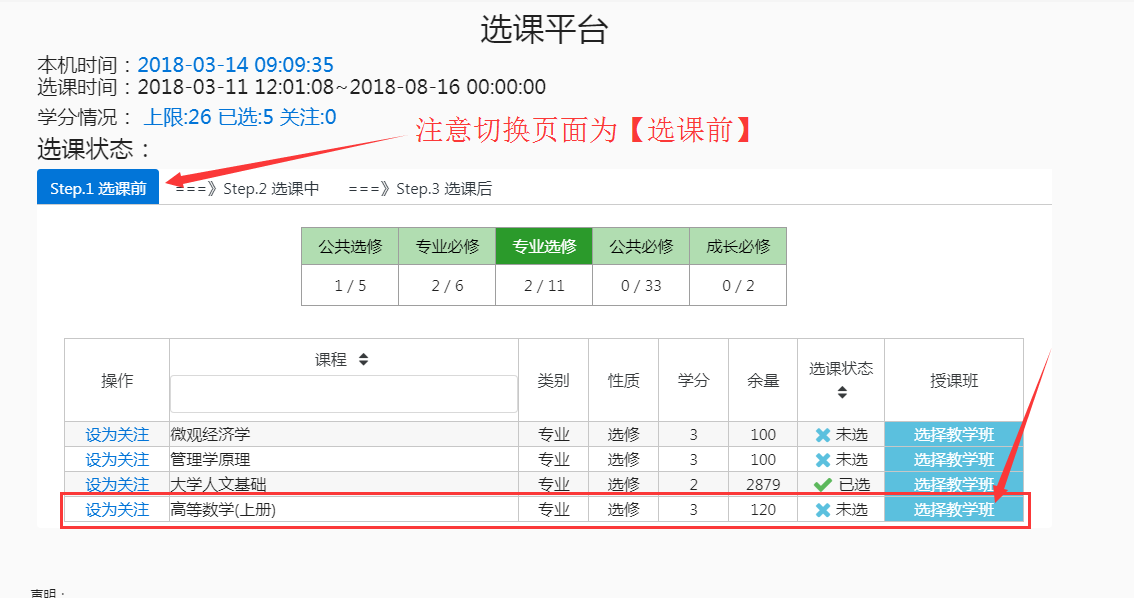 选课平台
本机时间：2018-03-14 09:09:35
选课时间：2018-03-11 12:01:08~2018-08-16 00:00:00
学分情况： 上限:26 已选:5 关注:0
注意切换页面为【选课前】
选课状态：
Step.1 选课前 ===》Step.2 选课中 ===》Step.3 选课后
公共选修 专业必修 专业选修 公共必修 成长必修
1 / 5 2 / 6 2 / 11 0 / 33 0 / 2
操作 课程 类别 性质 学分 余量 选课状态 授课班
设为关注 微观经济学 专业 选修 3 100 未选 选择教学班
设为关注 管理学原理 专业 选修 3 100 未选 选择教学班
设为关注 大学人文基础 专业 选修 2 2879 已选 选择教学班
设为关注 高等数学(上册) 专业 选修 3 120 未选 选择教学班
声明：